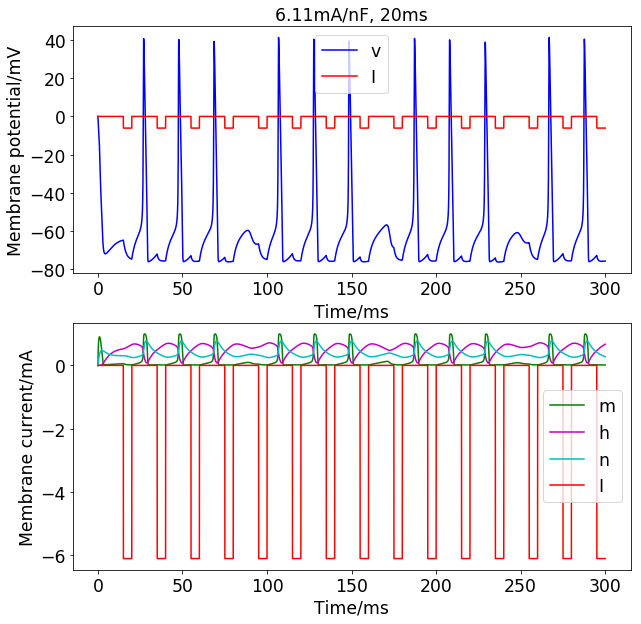 6.11mA/nF, 20ms
Membrane potential/mV
40
20
0
−20
−40
−60
−80
v
I
0
50
100
150
200
250
300
Time/ms
Membrane current/mA
0
−2
−4
−6
m
h
n
I
0
50
100
150
200
250
300
Time/ms